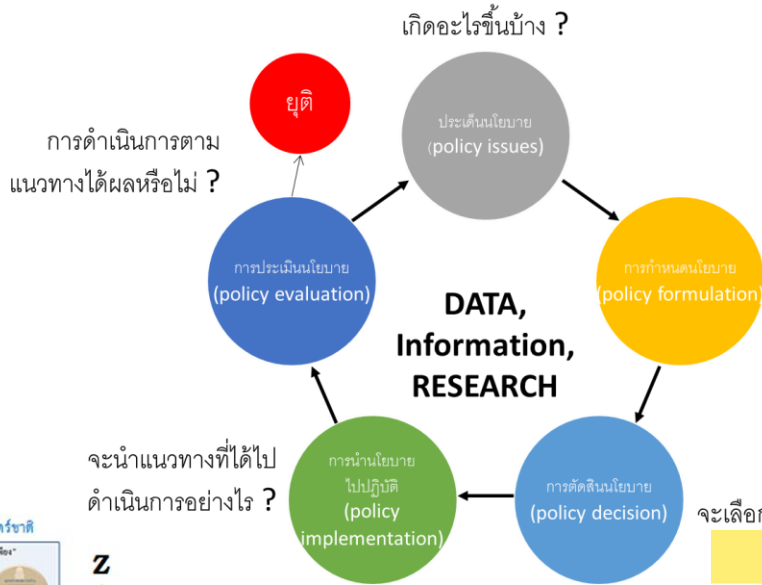 เกิดอะไรขึ้นบ้าง ?
ยุติ
ประเด็นนโยบาย
(policy issues)
การดำเนินการตาม
แนวทางได้ผลหรือไม่ ?
การประเมินนโยบาย
(policy evaluation)
การกำหนดนโยบาย
(policy formulation)
DATA,
Information,
RESEARCH
จะนำแนวทางที่ได้ไป
ดำเนินการอย่างไร ?
การนำนโยบาย
ไปปฏิบัติ
(policy
implementation)
การตัดสินนโยบาย
(policy decision)
จะเลือก
Z